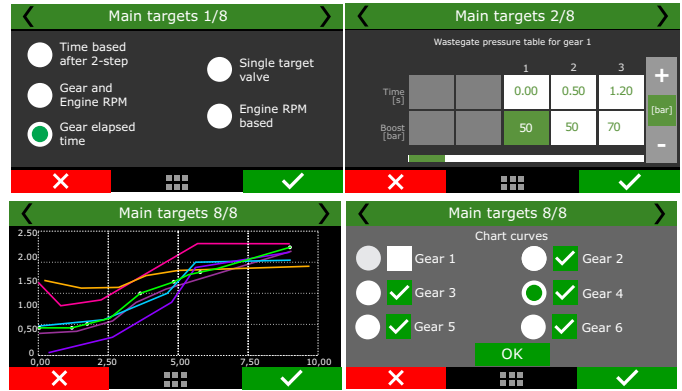 Main targets 1/8
Time based
after 2-step
Gear and
Engine RPM
Gear elapsed
time
Single target
valve
Engine RPM
based
Main targets 2/8
Wastegate pressure table for gear 1
1 2 3
Time
[s]
0.00 0.50 1.20
Boost
[bar]
50 50 70
+
[bar]
-
Main targets 8/8
2.50
2.00
1.50
1.00
0,50
0
0,00 2,50 5,00 7,50 10,00
Main targets 8/8
Chart curves
Gear 1 Gear 2
Gear 3 Gear 4
Gear 5 Gear 6
OK